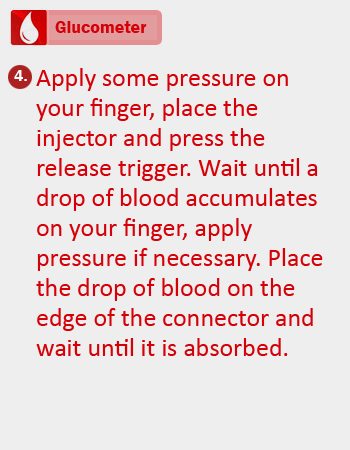 Glucometer
4. Apply some pressure on
your finger, place the
injector and press the
release trigger. Wait until a
drop of blood accumulates
on your finger, apply
pressure if necessary. Place
the drop of blood on the
edge of the connector and
wait until it is absorbed.